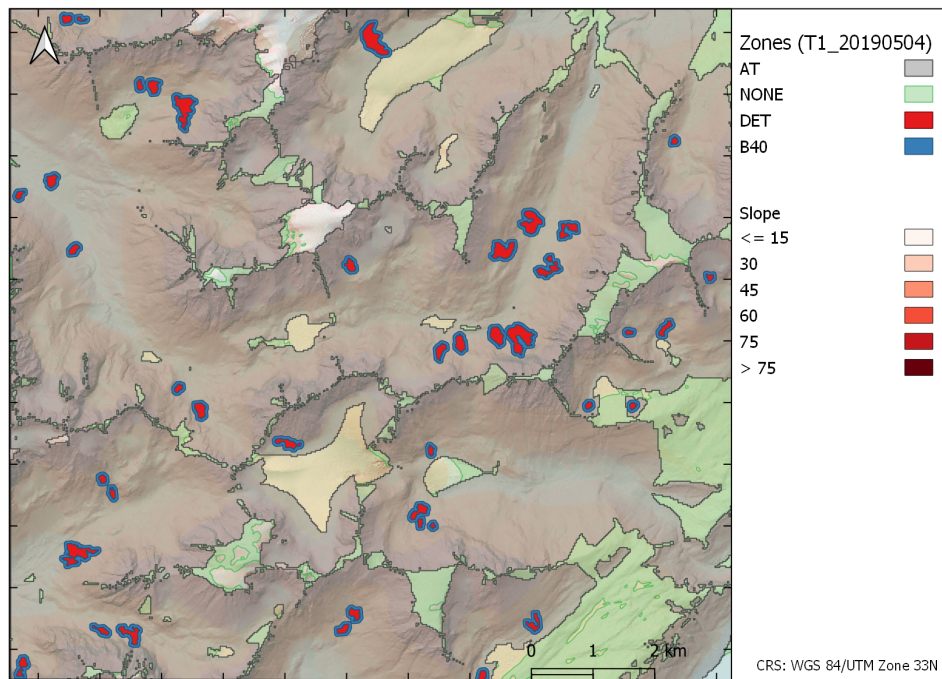 Zones (T1_20190504)
AT
NONE
DET
B40
Slope
<= 15
30
45
60
75
> 75
0 1 2 km
CRS: WGS 84/UTM Zone 33N